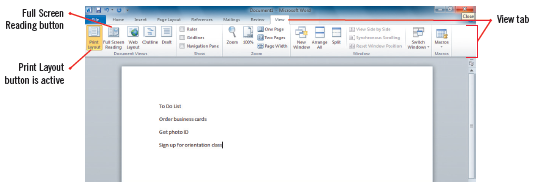 Full Screen
Reading button
View tab
Print Layout
button is active
Document1 - Microsoft Word
Close
File Home Insert Page Layout References Mailings Review View
Print Layout
Full Screen Reading
Web Layout
Outline
Draft
Document Views
Ruler
Gridlines
Navigation Pane
Show
Zoom
100%
One Page
Two Pages
Page Width
Zoom
New Window
Arrange All
Split
View Side by Side
Synchronous Scrolling
Reset Window Position
Window
Switch Windows
Macros
Macros
To Do List
Order business cards
Get photo ID
Sign up for orientation class